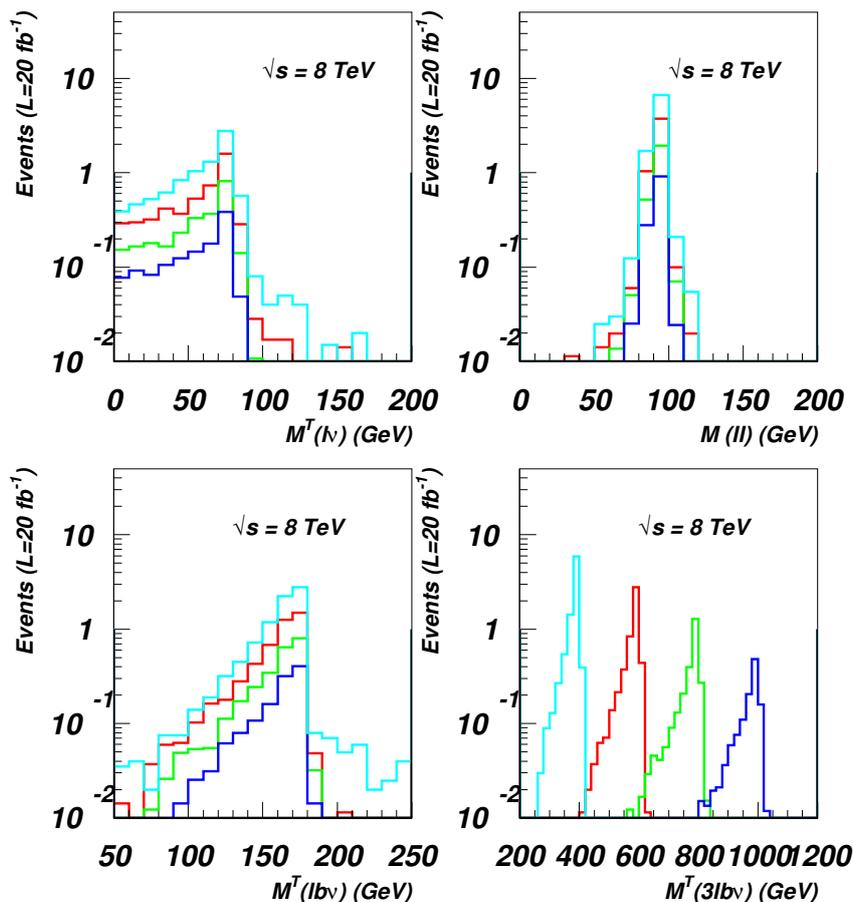 Events (L=20 fb⁻¹)
√s = 8 TeV
10
1
10⁻¹
10⁻²
0 50 100 150 200
Mᵀ(lν) (GeV)
Events (L=20 fb⁻¹)
√s = 8 TeV
10
1
10⁻¹
10⁻²
0 50 100 150 200
M (ll) (GeV)
Events (L=20 fb⁻¹)
√s = 8 TeV
10
1
10⁻¹
10⁻²
50 100 150 200 250
Mᵀ(lbν) (GeV)
Events (L=20 fb⁻¹)
√s = 8 TeV
10
1
10⁻¹
10⁻²
200 400 600 800 1000 1200
Mᵀ(3lbν) (GeV)